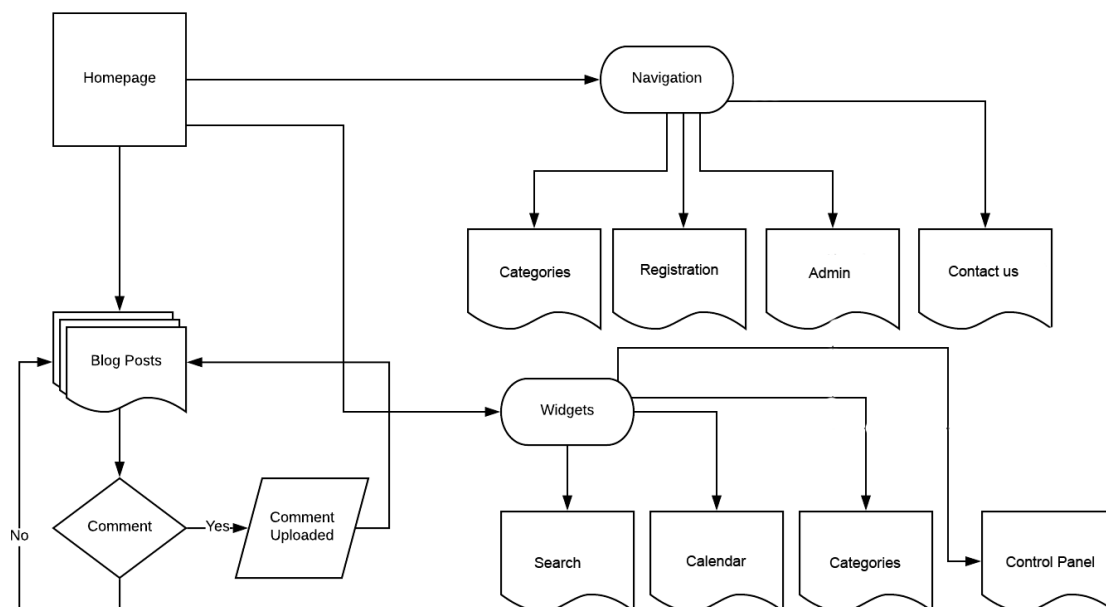 Homepage
Navigation
Categories
Registration
Admin
Contact us
Blog Posts
Widgets
Comment
Yes
Comment
Uploaded
No
Search
Calendar
Categories
Control Panel